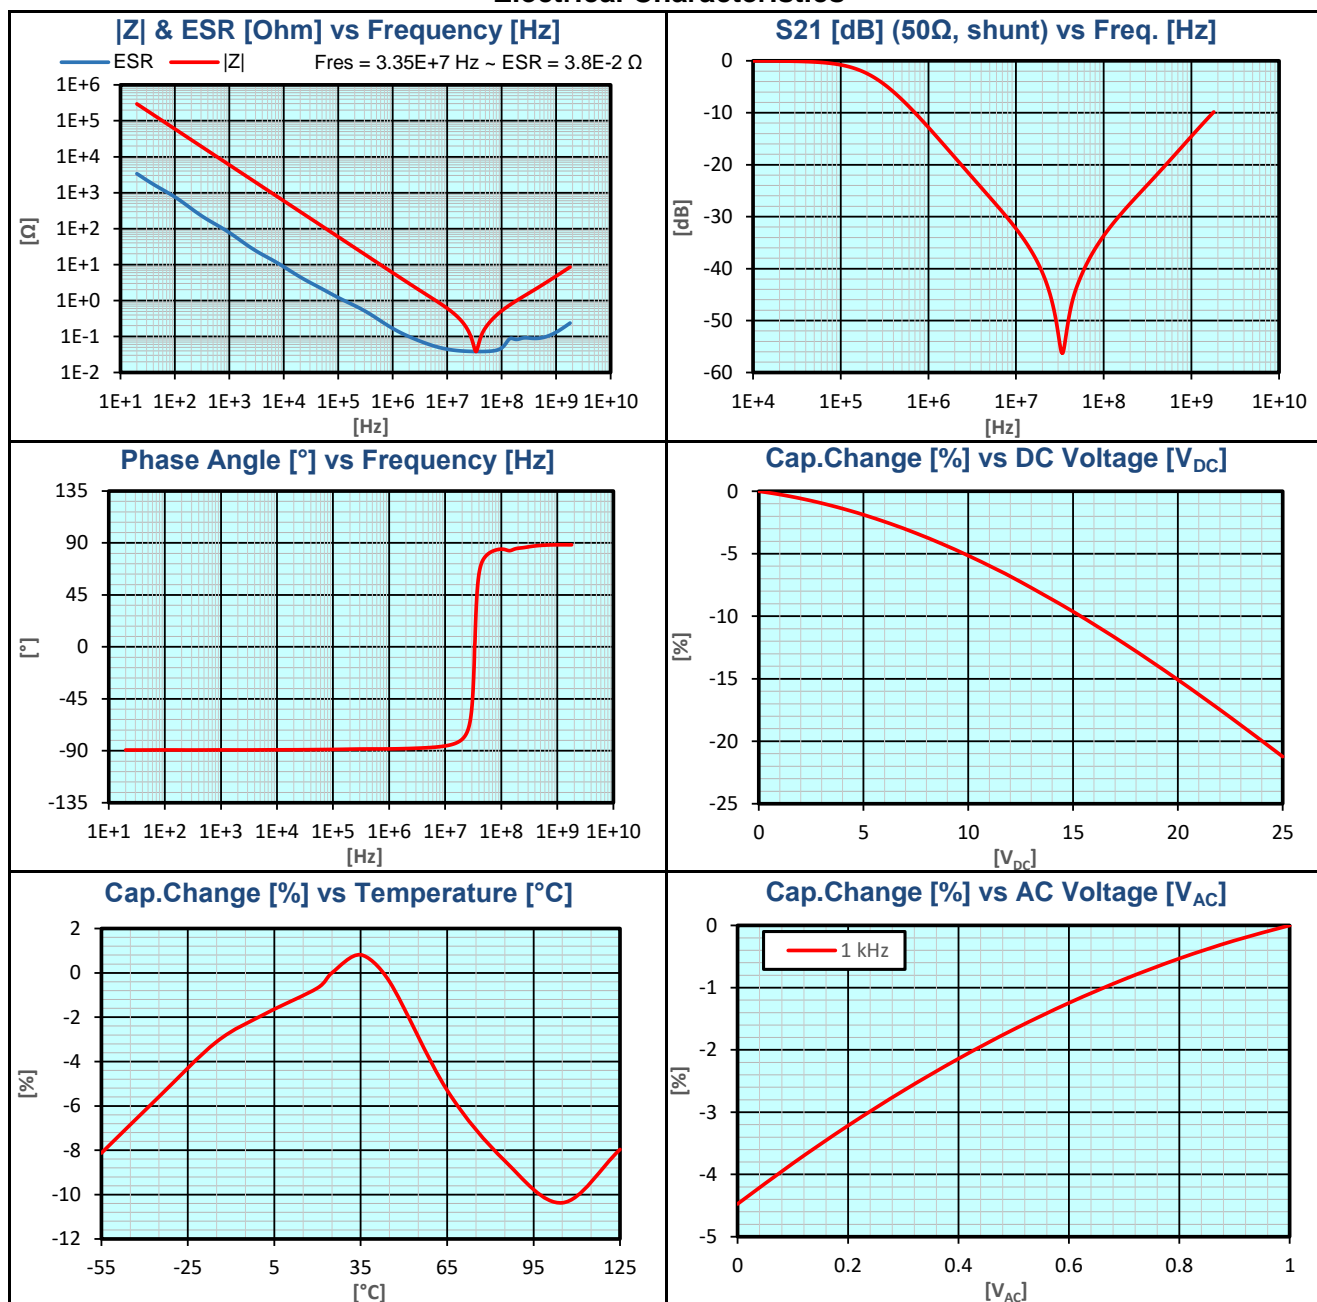 |Z| & ESR [Ohm] vs Frequency [Hz]
ESR |Z| Fres = 3.35E+7 Hz ~ ESR = 3.8E-2 Ω
1E+6
1E+5
1E+4
1E+3
1E+2
1E+1
1E+0
1E-1
1E-2
[Ω]
1E+1 1E+2 1E+3 1E+4 1E+5 1E+6 1E+7 1E+8 1E+9 1E+10
[Hz]
S21 [dB] (50Ω, shunt) vs Freq. [Hz]
0
-10
-20
-30
-40
-50
-60
[dB]
1E+4 1E+5 1E+6 1E+7 1E+8 1E+9 1E+10
[Hz]
Phase Angle [°] vs Frequency [Hz]
135
90
45
0
-45
-90
-135
[°]
1E+1 1E+2 1E+3 1E+4 1E+5 1E+6 1E+7 1E+8 1E+9 1E+10
[Hz]
Cap.Change [%] vs DC Voltage [VDC]
0
-5
-10
-15
-20
-25
[%]
0 5 10 15 20 25
[VDC]
Cap.Change [%] vs Temperature [°C]
2
0
-2
-4
-6
-8
-10
-12
[%]
-55 -25 5 35 65 95 125
[°C]
Cap.Change [%] vs AC Voltage [VAC]
1 kHz
0
-1
-2
-3
-4
-5
[%]
0 0.2 0.4 0.6 0.8 1
[VAC]